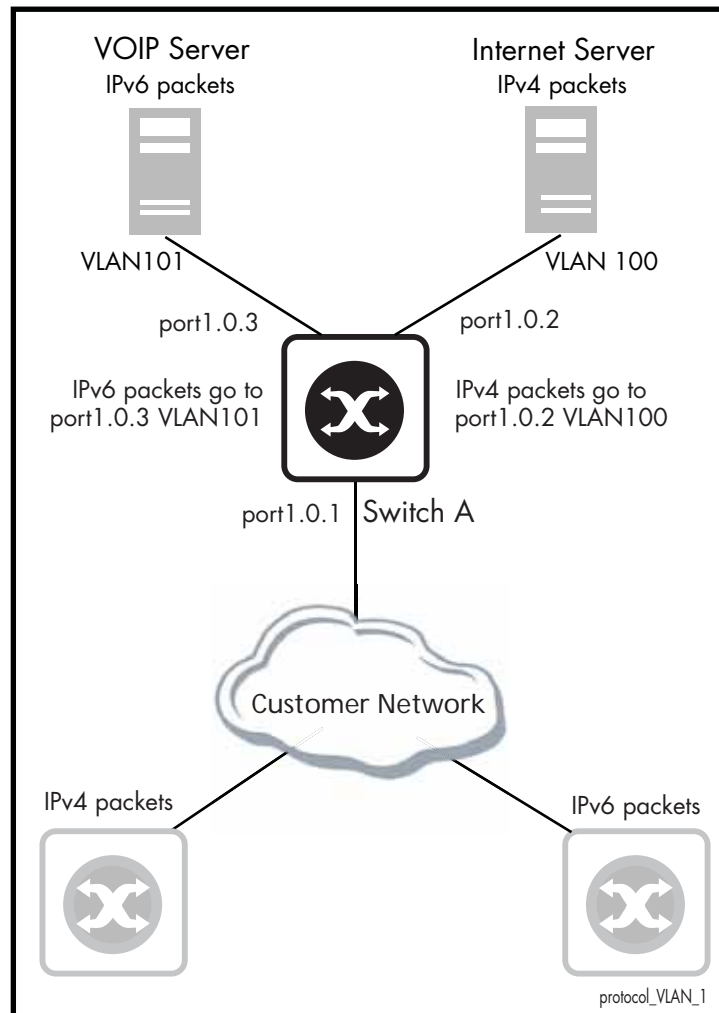 VOIP Server
IPv6 packets
Internet Server
IPv4 packets
VLAN101
VLAN 100
port1.0.3
port1.0.2
IPv6 packets go to
port1.0.3 VLAN101
IPv4 packets go to
port1.0.2 VLAN100
port1.0.1
Switch A
Customer Network
IPv4 packets
IPv6 packets
protocol_VLAN_1